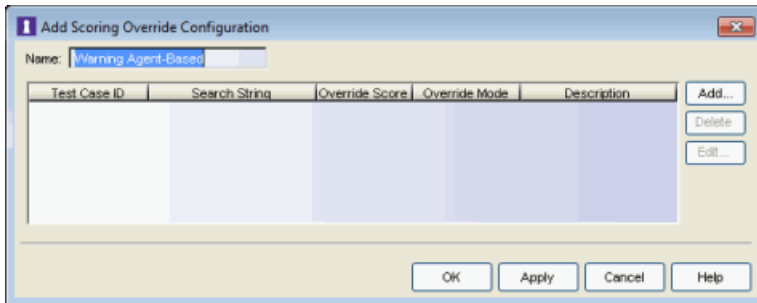 Add Scoring Override Configuration
Name: Warning Agent-Based
Test Case ID Search String Override Score Override Mode Description
Add...
Delete
Edit...
OK Apply Cancel Help